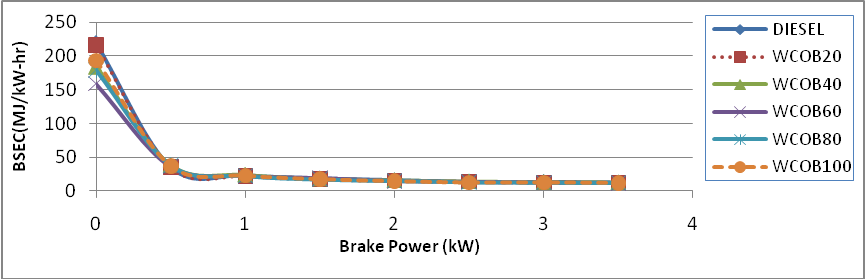 BSEC(MJ/kW-hr)
250
200
150
100
50
0
0 1 2 3 4
Brake Power (kW)
DIESEL
WCOB20
WCOB40
WCOB60
WCOB80
WCOB100